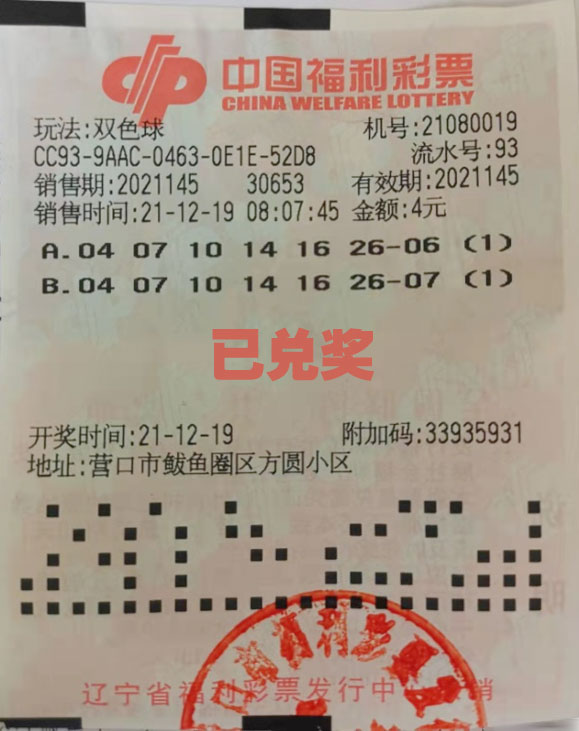 中国福利彩票
CHINA WELFARE LOTTERY
玩法:双色球 机号:21080019
CC93-9AAC-0463-0E1E-52D8 流水号:93
销售期:2021145 30653 有效期:2021145
销售时间:21-12-19 08:07:45 金额:4元
A.04 07 10 14 16 26-06 (1)
B.04 07 10 14 16 26-07 (1)
已兑奖
开奖时间:21-12-19 附加码:33935931
地址:营口市鲅鱼圈区方圆小区
辽宁省福利彩票发行中 销